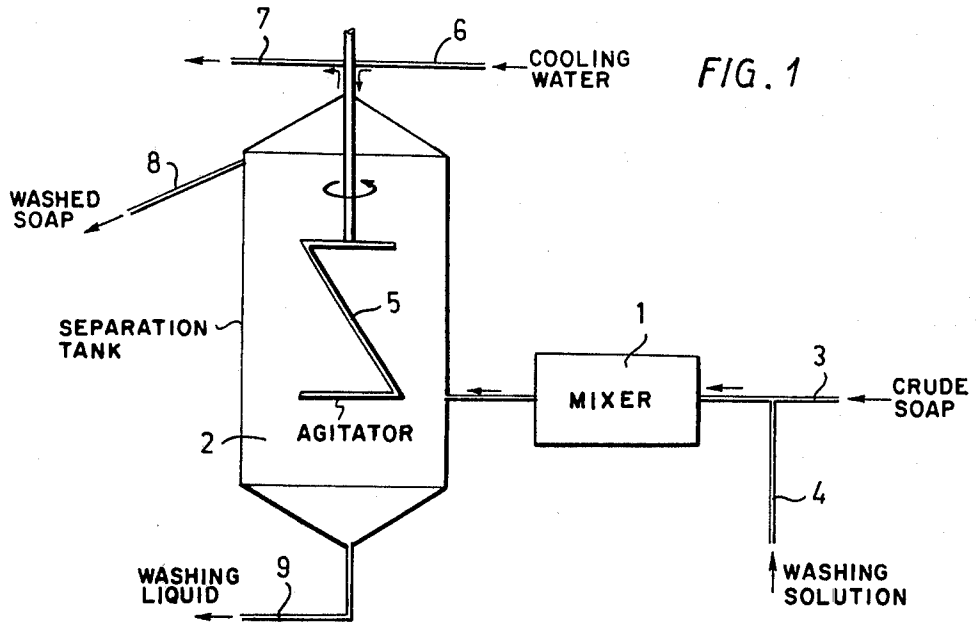 7
6
COOLING
WATER
FIG. 1
8
WASHED
SOAP
5
SEPARATION
TANK
1
MIXER
3
CRUDE
SOAP
AGITATOR
2
4
WASHING
LIQUID
9
WASHING
SOLUTION